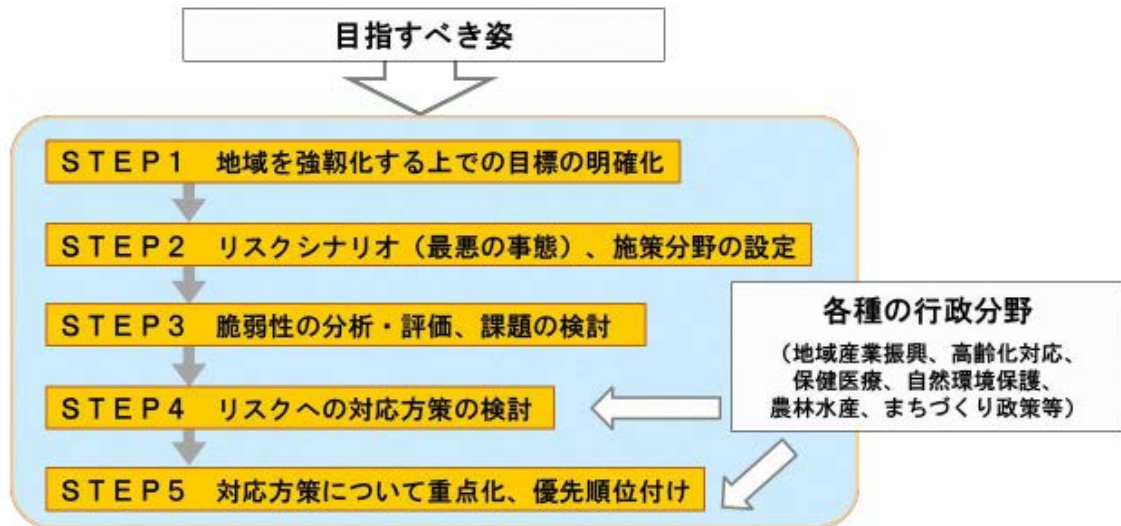 目指すべき姿
STEP1 地域を強靱化する上での目標の明確化
STEP2 リスクシナリオ(最悪の事態)、施策分野の設定
STEP3 脆弱性の分析・評価、課題の検討
STEP4 リスクへの対応方策の検討
STEP5 対応方策について重点化、優先順位付け
各種の行政分野
(地域産業振興、高齢化対応、
保健医療、自然環境保護、
農林水産、まちづくり政策等)